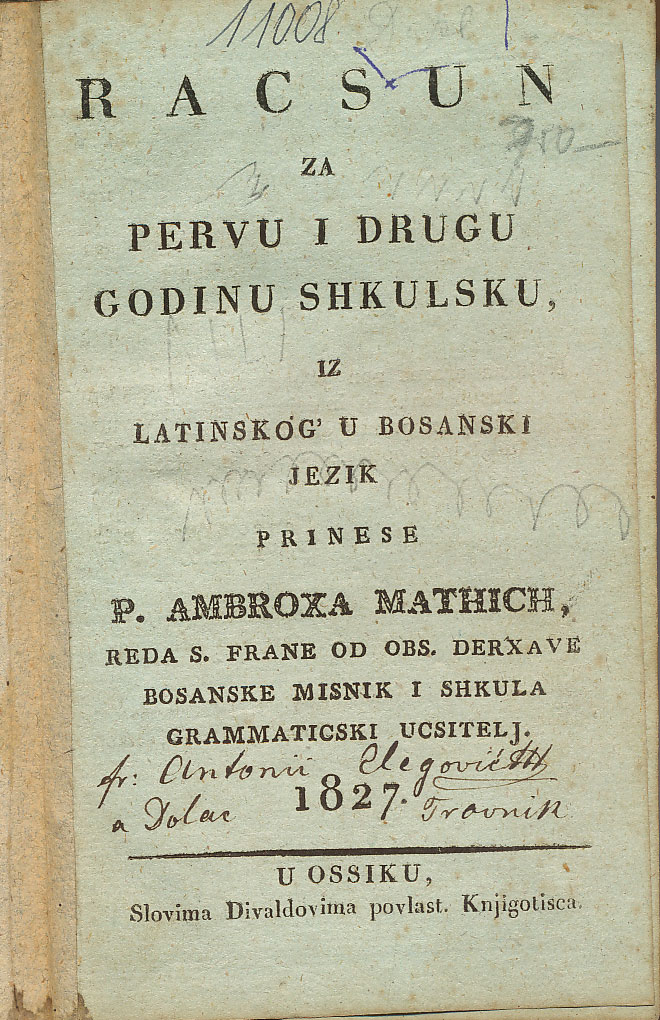 11008.
RACSUN
ZA
PERVU I DRUGU
GODINU SHKULSKU,
IZ
LATINSKOG' U BOSANSKI
JEZIK
PRINESE
P. AMBROXA MATHICH,
REDA S. FRANE OD OBS. DERXAVE
BOSANSKE MISNIK I SHKULA
GRAMMATICSKI UCSITELJ.
fr: Antonii
1827.
a Dolac Travnik
U OSSIKU,
Slovima Divaldovima povlast. Knjigotisca.